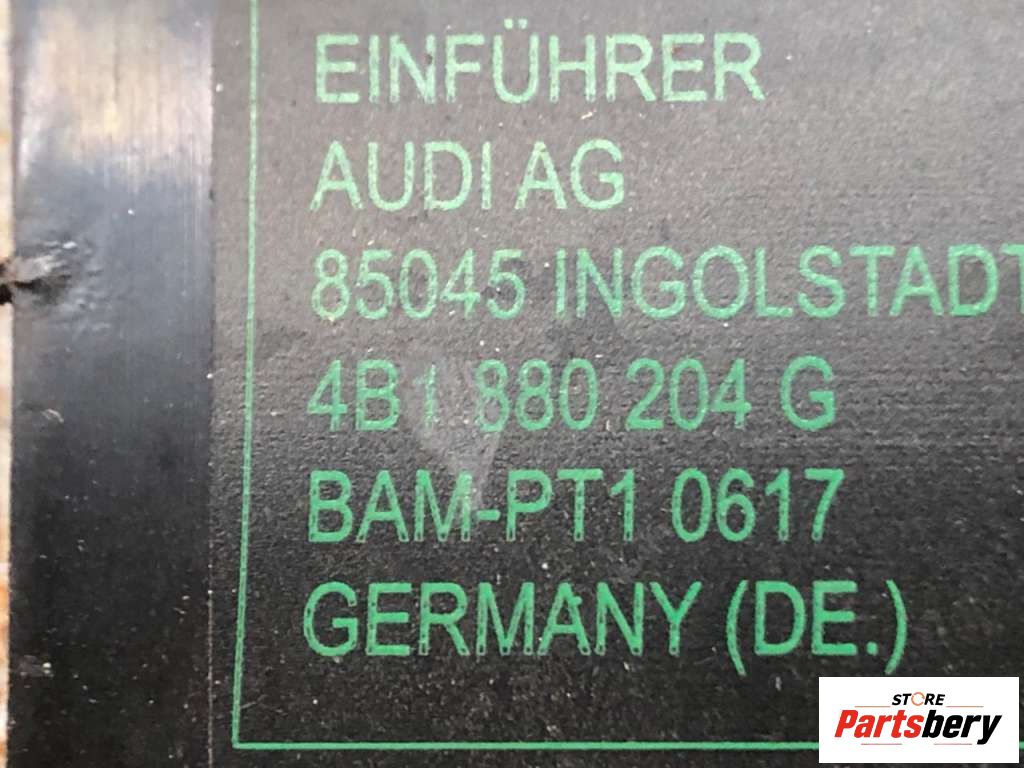 EINFÜHRER
AUDI AG
85045 INGOLSTADT
4B1 880 204 G
BAM-PT1 0617
GERMANY (DE.)
STORE
Partsbery